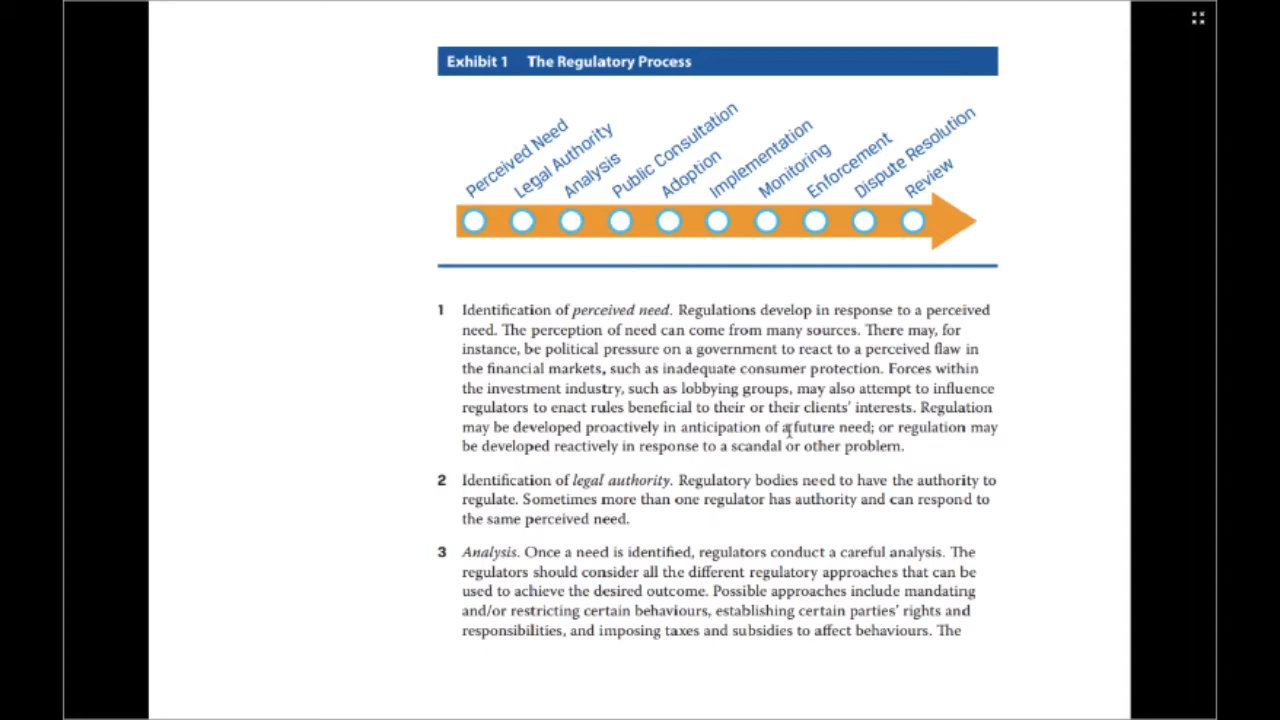 Exhibit 1 The Regulatory Process
Perceived Need
Legal Authority
Analysis
Public Consultation
Adoption
Implementation
Monitoring
Enforcement
Dispute Resolution
Review
1 Identification of perceived need. Regulations develop in response to a perceived
need. The perception of need can come from many sources. There may, for
instance, be political pressure on a government to react to a perceived flaw in
the financial markets, such as inadequate consumer protection. Forces within
the investment industry, such as lobbying groups, may also attempt to influence
regulators to enact rules beneficial to their or their clients’ interests. Regulation
may be developed proactively in anticipation of a future need; or regulation may
be developed reactively in response to a scandal or other problem.
2 Identification of legal authority. Regulatory bodies need to have the authority to
regulate. Sometimes more than one regulator has authority and can respond to
the same perceived need.
3 Analysis. Once a need is identified, regulators conduct a careful analysis. The
regulators should consider all the different regulatory approaches that can be
used to achieve the desired outcome. Possible approaches include mandating
and/or restricting certain behaviours, establishing certain parties’ rights and
responsibilities, and imposing taxes and subsidies to affect behaviours. The